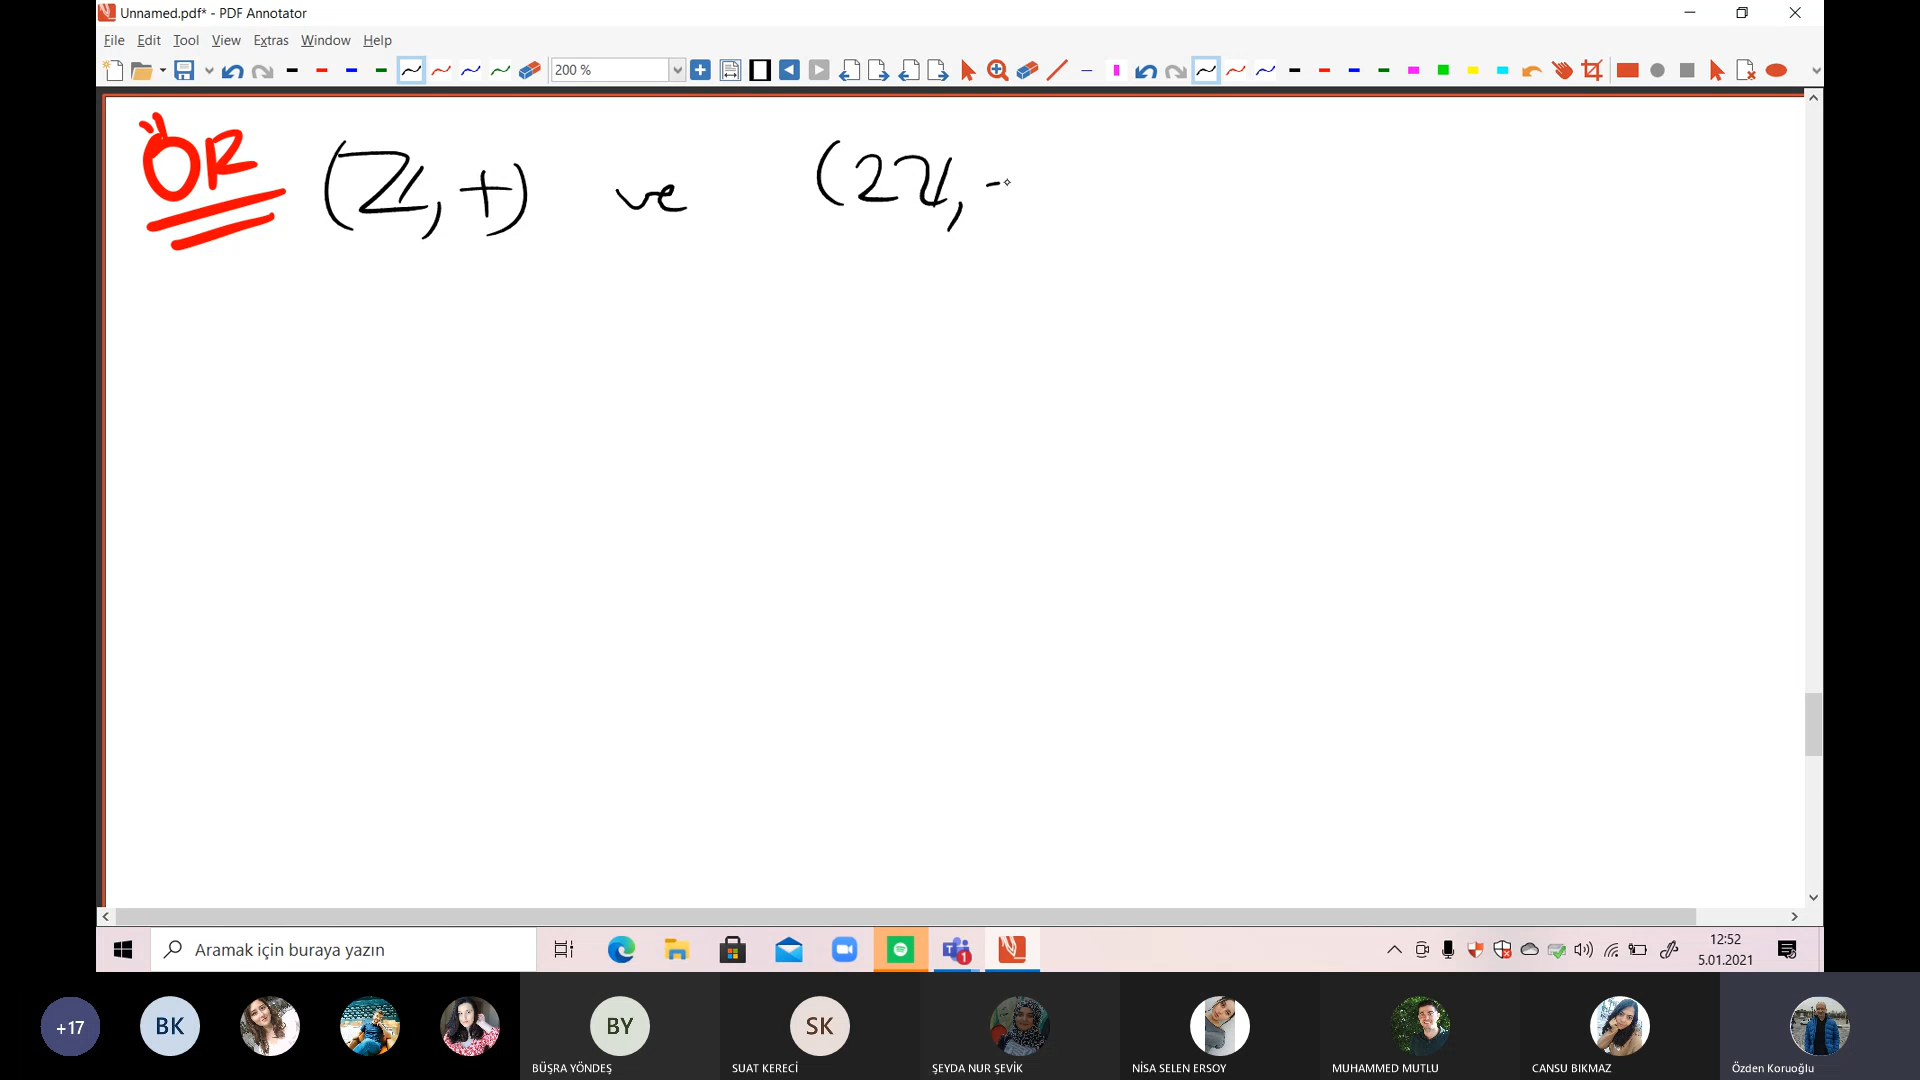 Unnamed.pdf* - PDF Annotator
File Edit Tool View Extras Window Help
200 %
ÖR (ℤ, +) ve (2ℤ, -
Aramak için buraya yazın
1
12:52
5.01.2021
+17
BK
BY
SK
BÜŞRA YÖNDEŞ
SUAT KERECİ
ŞEYDA NUR ŞEVİK
NİSA SELEN ERSOY
MUHAMMED MUTLU
CANSU BIKMAZ
Özden Koruoğlu